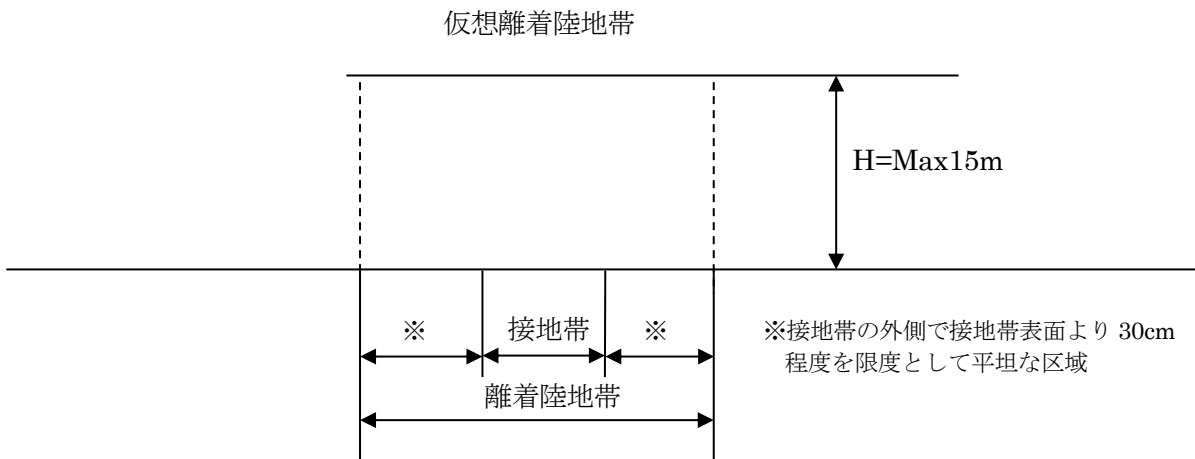 仮想離着陸地帯
H=Max15m
※
接地帯
※
※接地帯の外側で接地帯表面より 30cm
程度を限度として平坦な区域
離着陸地帯